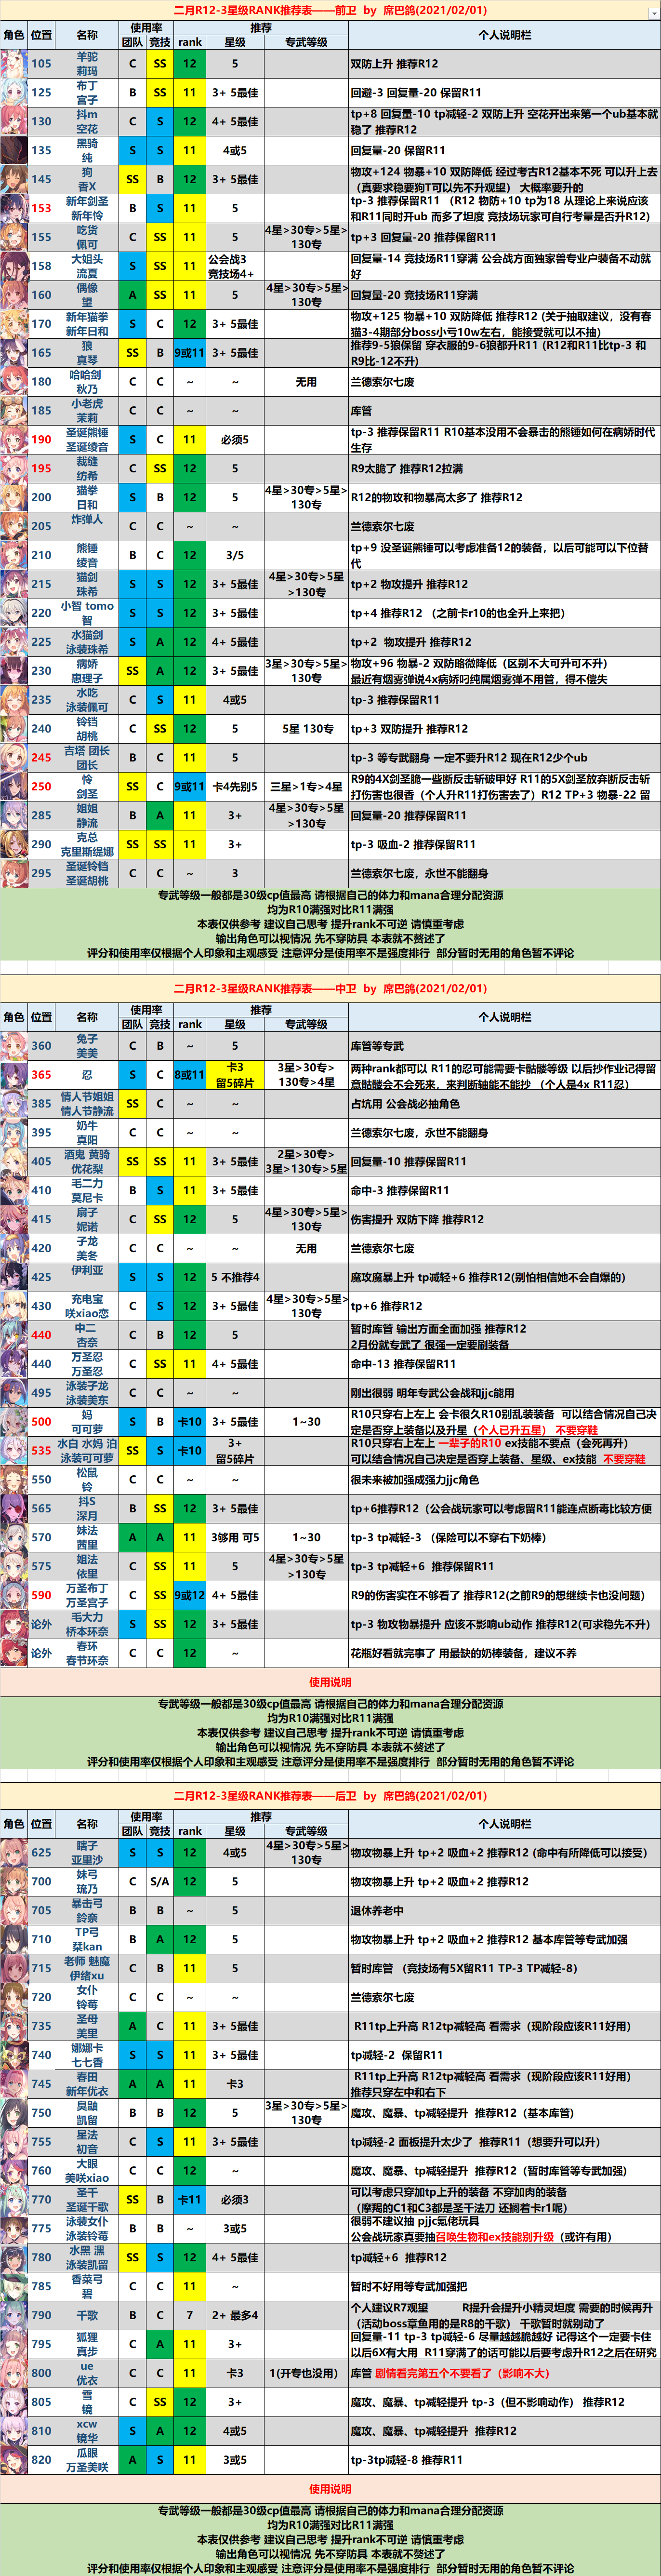 二月R12-3星级RANK推荐表——前卫 by 席巴鸽(2021/02/01)
角色 位置 名称 使用率 推荐 个人说明栏
团队 竞技 rank 星级 专武等级
105 羊驼 莉玛 C SS 12 5 双防上升 推荐R12
125 布丁 宫子 B SS 11 3+ 5最佳 回避-3 回复量-20 保留R11
130 抖m 空花 C S 12 4+ 5最佳 tp+8 回复量-10 tp减轻-2 双防上升 空花开出来第一个ub基本就稳了 推荐R12
135 黑骑 纯 S S 11 4或5 回复量-20 保留R11
145 狗 香X SS B 12 3+ 5最佳 物攻+124 物暴+10 双防降低 经过考古R12基本不死 可以升上去（真要求稳要狗T可以先不升观望） 大概率要升的
153 新年剑圣 新年怜 B S 11 5 tp-3 推荐保留R11 （R12 物防+10 tp为18 从理论上来说应该和R11同时开ub 而多了坦度 竞技场玩家可自行考量是否升R12)
155 吃货 佩可 C SS 11 5 4星>30专>5星>130专 tp+3 回复量-20 推荐保留R11
158 大姐头 流夏 S SS 11 公会战3 竞技场4+ 回复量-14 竞技场R11穿满 公会战方面独家兽专业户装备不动就好
160 偶像 望 A SS 11 5 4星>30专>5星>130专 回复量-20 竞技场R11穿满
170 新年猫拳 新年日和 S C 12 3+ 5最佳 物攻+125 物暴+10 双防降低 推荐R12 (关于抽取建议，没有春猫3-4期部分boss小亏10w左右，能接受就可以不抽)
165 狼 真琴 SS B 9或11 3+ 5最佳 推荐9-5狼保留 穿衣服的9-6狼都升R11 (R12和R11比tp-3 和R9比-12不升)
180 哈哈剑 秋乃 C C ~ ~ 无用 兰德索尔七废
185 小老虎 茉莉 C C ~ ~ 库管
190 圣诞熊锤 圣诞绫音 S C 11 必须5 tp-3 推荐保留R11 R10基本没用不会暴击的熊锤如何在病娇时代生存
195 裁缝 纺希 C SS 12 5 R9太脆了 推荐R12拉满
200 猫拳 日和 S B 12 5 4星>30专>5星>130专 R12的物攻和物暴高太多了 推荐R12
205 炸弹人 C C ~ ~ 兰德索尔七废
210 熊锤 绫音 B C 12 3/5 tp+9 没圣诞熊锤可以考虑准备12的装备，以后可能可以下位替代
215 猫剑 珠希 S S 12 3+ 5最佳 4星>30专>5星>130专 tp+2 物攻提升 推荐R12
220 小智 tomo 智 S S 12 3+ 5最佳 tp+4 推荐R12 （之前卡r10的也全升上来把）
225 水猫剑 泳装珠希 S A 12 4+ 5最佳 tp+2 物攻提升 推荐R12
230 病娇 惠理子 SS A 12 3+ 5最佳 3星>30专>5星>130专 物攻+96 物暴-2 双防略微降低（区别不大可升可不升）
最近有烟雾弹说4x病娇叼纯属烟雾弹不用管，得不偿失
235 水吃 泳装佩可 C S 11 4或5 tp-3 推荐保留R11
240 铃铛 胡桃 C SS 12 5 5星 130专 tp+3 双防提升 推荐R12
245 吉塔 团长 团长 B C 11 5 tp-3 等专武翻身 一定不要升R12 现在R12少个ub
250 怜 剑圣 SS C 9或11 卡4先别5 三星>1专>4星 R9的4X剑圣脆一些断反击斩破甲好 R11的5X剑圣放弃断反击斩打伤害也很香（个人升R11打伤害去了）R12 TP+3 物暴-22 留
285 姐姐 静流 B A 11 3+ 4星>30专>5星>130专 回复量-20 推荐保留R11
290 克总 克里斯缇娜 SS SS 11 3+ tp-3 吸血-2 推荐保留R11
295 圣诞铃铛 圣诞胡桃 C C ~ 3 兰德索尔七废，永世不能翻身
专武等级一般都是30级cp值最高 请根据自己的体力和mana合理分配资源
均为R10满强对比R11满强
本表仅供参考 建议自己思考 提升rank不可逆 请慎重考虑
输出角色可以视情况 先不穿防具 本表就不赘述了
评分和使用率仅根据个人印象和主观感受 注意评分是使用率不是强度排行 部分暂时无用的角色暂不评论
二月R12-3星级RANK推荐表——中卫 by 席巴鸽(2021/02/01)
角色 位置 名称 使用率 推荐 个人说明栏
团队 竞技 rank 星级 专武等级
360 兔子 美美 C B ~ 5 库管等专武
365 忍 S C 8或11 卡3 留5碎片 3星>30专>130专>4星 两种rank都可以 R11的忍可能需要卡骷髅等级 以后抄作业记得留意骷髅会不会死来，来判断轴能不能抄 （个人是4x R11忍）
385 情人节姐姐 情人节静流 SS C ~ ~ 占坑用 公会战必抽角色
395 奶牛 真阳 C C ~ ~ 兰德索尔七废，永世不能翻身
405 酒鬼 黄骑 优花梨 SS SS 11 3+ 5最佳 2星>30专>3星>130专>5星 回复量-10 推荐保留R11
410 毛二力 莫尼卡 B S 11 3+ 5最佳 命中-3 推荐保留R11
415 扇子 妮诺 C SS 12 5 4星>30专>5星>130专 伤害提升 双防下降 推荐R12
420 子龙 美冬 C C ~ ~ 无用 兰德索尔七废
425 伊利亚 S S 12 5 不推荐4 魔攻魔暴上升 tp减轻+6 推荐R12(别怕相信她不会自爆的)
430 充电宝 咲xiao恋 C S 12 3+ 5最佳 4星>30专>5星>130专 tp+6 推荐R12
440 中二 杏奈 C B 12 5 暂时库管 输出方面全面加强 推荐R12
2月份就专武了 很强一定要刷装备
440 万圣忍 万圣忍 C SS 11 4+ 5最佳 命中-13 推荐保留R11
495 泳装子龙 泳装美东 C C ~ ~ 刚出很弱 明年专武公会战和jjc能用
500 妈 可可萝 S B 卡10 3+ 5最佳 1~30 R10只穿右上左上 会卡很久R10别乱装装备 可以结合情况自己决定是否穿上装备以及升星（个人已升五星） 不要穿鞋
535 水白 水妈 泊 泳装可可萝 SS S 卡10 3+ 留5碎片 R10只穿右上左上 一辈子的R10 ex技能不要点（会死再升）
可以结合情况自己决定是否穿上装备、星级、ex技能 不要穿鞋
550 松鼠 铃 C C ~ ~ 很未来被加强成强力jjc角色
565 抖S 深月 B SS 12 3+ 5最佳 tp+6推荐R12（公会战玩家可以考虑留R11能连点断毒比较方便
570 妹法 茜里 A A 11 3够用 可5 1~30 tp-3 tp减轻-3 （保险可以不穿右下奶棒）
575 姐法 依里 C SS 11 5 4星>30专>5星>130专 tp-3 tp减轻+6 推荐保留R11
590 万圣布丁 万圣宫子 C SS 9或12 4+ 5最佳 R9的伤害实在不够看了 推荐R12(之前R9的想继续卡也没问题）
论外 毛大力 桥本环奈 S SS 12 3+ 5最佳 tp-3 物攻物暴提升 应该不影响ub动作 推荐R12(可求稳先不升)
论外 春环 春节环奈 C C 12 ~ 花瓶好看就完事了 用最缺的奶棒装备，建议不养
使用说明
专武等级一般都是30级cp值最高 请根据自己的体力和mana合理分配资源
均为R10满强对比R11满强
本表仅供参考 建议自己思考 提升rank不可逆 请慎重考虑
输出角色可以视情况 先不穿防具 本表就不赘述了
评分和使用率仅根据个人印象和主观感受 注意评分是使用率不是强度排行 部分暂时无用的角色暂不评论
二月R12-3星级RANK推荐表——后卫 by 席巴鸽(2021/02/01)
角色 位置 名称 使用率 推荐 个人说明栏
团队 竞技 rank 星级 专武等级
625 瞎子 亚里沙 S S 12 4或5 4星>30专>5星>130专 物攻物暴上升 tp+2 吸血+2 推荐R12 (命中有所降低可以接受)
700 妹弓 琉乃 C S/A 12 5 物攻物暴上升 tp+2 吸血+2 推荐R12
705 暴击弓 鈴奈 B B ~ 5 退休养老中
710 TP弓 栞kan B A 12 5 物攻物暴上升 tp+2 吸血+2 推荐R12 基本库管等专武加强
715 老师 魅魔 伊绪xu C B 11 5 暂时库管 （竞技场有5X留R11 TP-3 TP减轻-8）
720 女仆 铃莓 C C ~ ~ 兰德索尔七废
735 圣母 美里 A C 11 3+ 5最佳 R11tp上升高 R12tp减轻高 看需求（现阶段应该R11好用）
740 娜娜卡 七七香 S S 11 3+ 5最佳 tp减轻-2 保留R11
745 春田 新年优衣 A A 11 卡3 R11tp上升高 R12tp减轻高 看需求（现阶段应该R11好用）
推荐只穿左中和右下
750 臭鼬 凯留 B B 12 5 3星>30专>5星>130专 魔攻、魔暴、tp减轻提升 推荐R12（基本库管)
755 星法 初音 C S 11 3+ 5最佳 tp减轻-2 面板提升太少了 推荐R11（想要升可以升）
760 大眼 美咲xiao C C 12 ~ 魔攻、魔暴、tp减轻提升 推荐R12（暂时库管等专武加强)
770 圣千 圣诞千歌 SS B 卡11 必须3 可以考虑只穿加tp上升的装备 不穿加肉的装备
（摩羯的C1和C3都是圣千法刀 还搁着卡r1呢）
775 泳装女仆 泳装铃莓 B B ~ 3或5 很弱不建议抽 pjjc氪佬玩具
公会战玩家真要抽召唤生物和ex技能别升级（或许有用）
780 水黑 潶 泳装凯留 SS S 12 4+ 5最佳 tp减轻+6 推荐R12
785 香菜弓 碧 C C 11 ~ 暂时不好用等专武加强把
790 千歌 B C 7 2+ 最多4 个人建议R7观望 R提升会提升小精灵坦度 需要的时候再升（活动boss章鱼用的是R8的千歌） 千歌暂时就别动了
795 狐狸 真步 C A 11 3+ 回复量-11 tp-3 tp减轻-6 尽量越越脆越好 记得这个一定要卡住以后6X有大用 R11穿满了的话可能以后要考虑升R12之后在研究
800 ue 优衣 C C 11 卡3 1(开专也没用） 库管 剧情看完第五个不要看了（影响不大）
805 雪 镜 C SS 12 3+ 魔攻、魔暴、tp减轻提升 tp-3（但不影响动作） 推荐R12
810 xcw 镜华 S A 12 4或5 魔攻、魔暴、tp减轻提升 推荐R12
820 瓜眼 万圣美咲 A S 11 3或5 tp-3tp减轻-8 推荐R11
使用说明
专武等级一般都是30级cp值最高 请根据自己的体力和mana合理分配资源
均为R10满强对比R11满强
本表仅供参考 建议自己思考 提升rank不可逆 请慎重考虑
输出角色可以视情况 先不穿防具 本表就不赘述了
评分和使用率仅根据个人印象和主观感受 注意评分是使用率不是强度排行 部分暂时无用的角色暂不评论